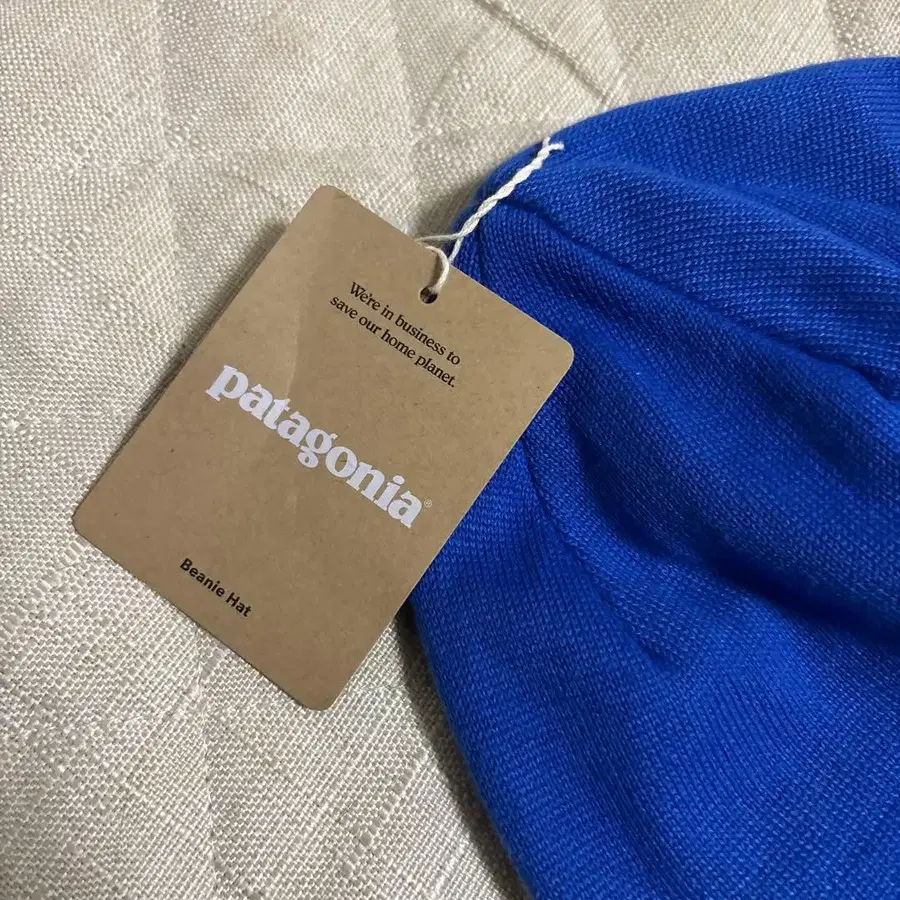 We're in business to
save our home planet.
patagonia®
Beanie Hat